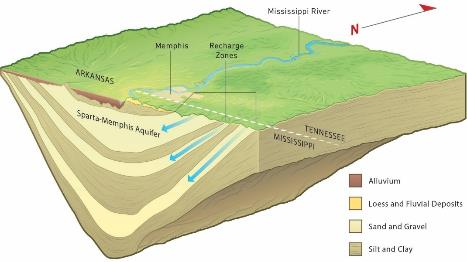 Mississippi River
N
Memphis
Recharge
Zones
ARKANSAS
Sparta-Memphis Aquifer
TENNESSEE
MISSISSIPPI
Alluvium
Loess and Fluvial Deposits
Sand and Gravel
Silt and Clay